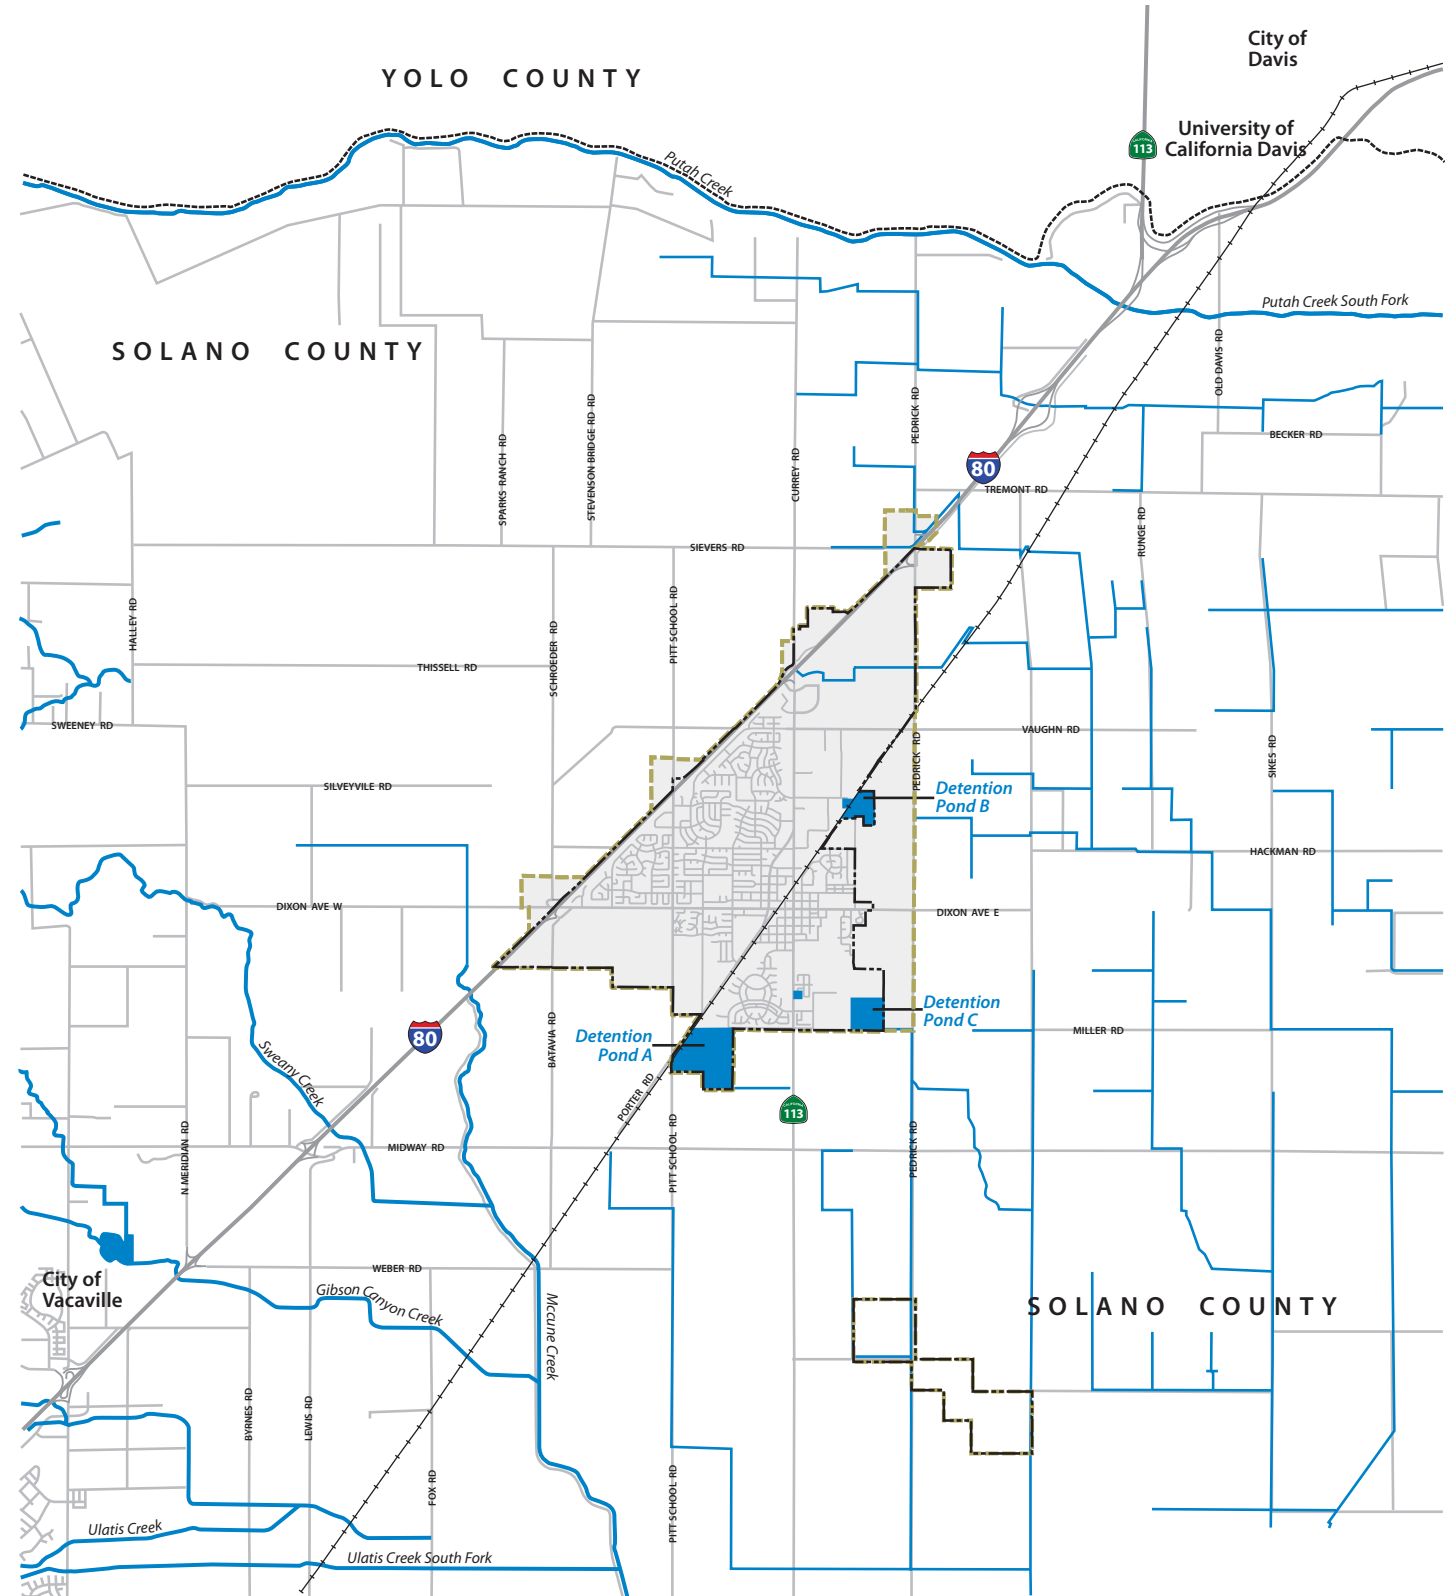 City of
Davis
YOLO COUNTY
CALIFORNIA
113
University of
California Davis
Putah Creek
Putah Creek South Fork
SOLANO COUNTY
OLD DAVIS RD
PEDRICK RD
STEVENSON BRIDGE RD
SPARKS RANCH RD
CURREY RD
BECKER RD
80
TREMONT RD
RUNGE RD
SIEVERS RD
HALLEY RD
PITT SCHOOL RD
SCHROEDER RD
THISSELL RD
SWEENEY RD
VAUGHN RD
PEDRICK RD
SIKES RD
SILVEYVILE RD
Detention
Pond B
HACKMAN RD
DIXON AVE W
DIXON AVE E
Detention
Pond C
BATAVIA RD
Detention
Pond A
MILLER RD
80
Sweany Creek
PORTER RD
CALIFORNIA
113
N MERIDIAN RD
MIDWAY RD
PITT SCHOOL RD
PEDRICK RD
WEBER RD
City of
Vacaville
Gibson Canyon Creek
Mccune Creek
SOLANO COUNTY
BYRNES RD
LEWIS RD
FOX RD
PITT SCHOOL RD
Ulatis Creek
Ulatis Creek South Fork